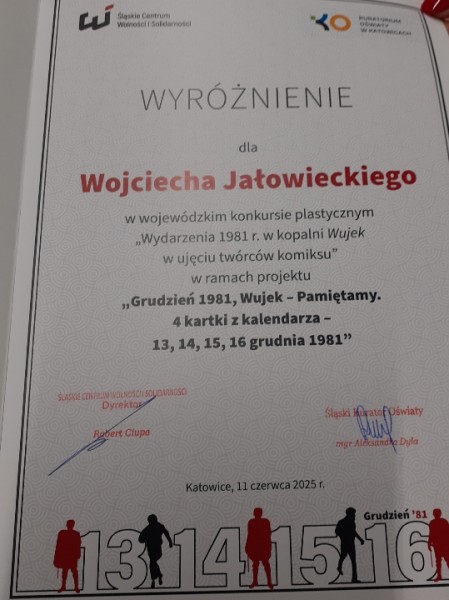 Śląskie Centrum
Wolności i Solidarności
KURATORIUM
OŚWIATY
W KATOWICACH
WYRÓŻNIENIE
dla
Wojciecha Jałowieckiego
w wojewódzkim konkursie plastycznym
„Wydarzenia 1981 r. w kopalni Wujek
w ujęciu twórców komiksu”
w ramach projektu
„Grudzień 1981, Wujek – Pamiętamy.
4 kartki z kalendarza –
13, 14, 15, 16 grudnia 1981”
ŚLĄSKIE CENTRUM WOLNOŚCI I SOLIDARNOŚCI
Dyrektor
Robert Ciupa
Śląski Kurator Oświaty
mgr Aleksandra Dyla
Katowice, 11 czerwca 2025 r.
Grudzień '81
13 14 15 16